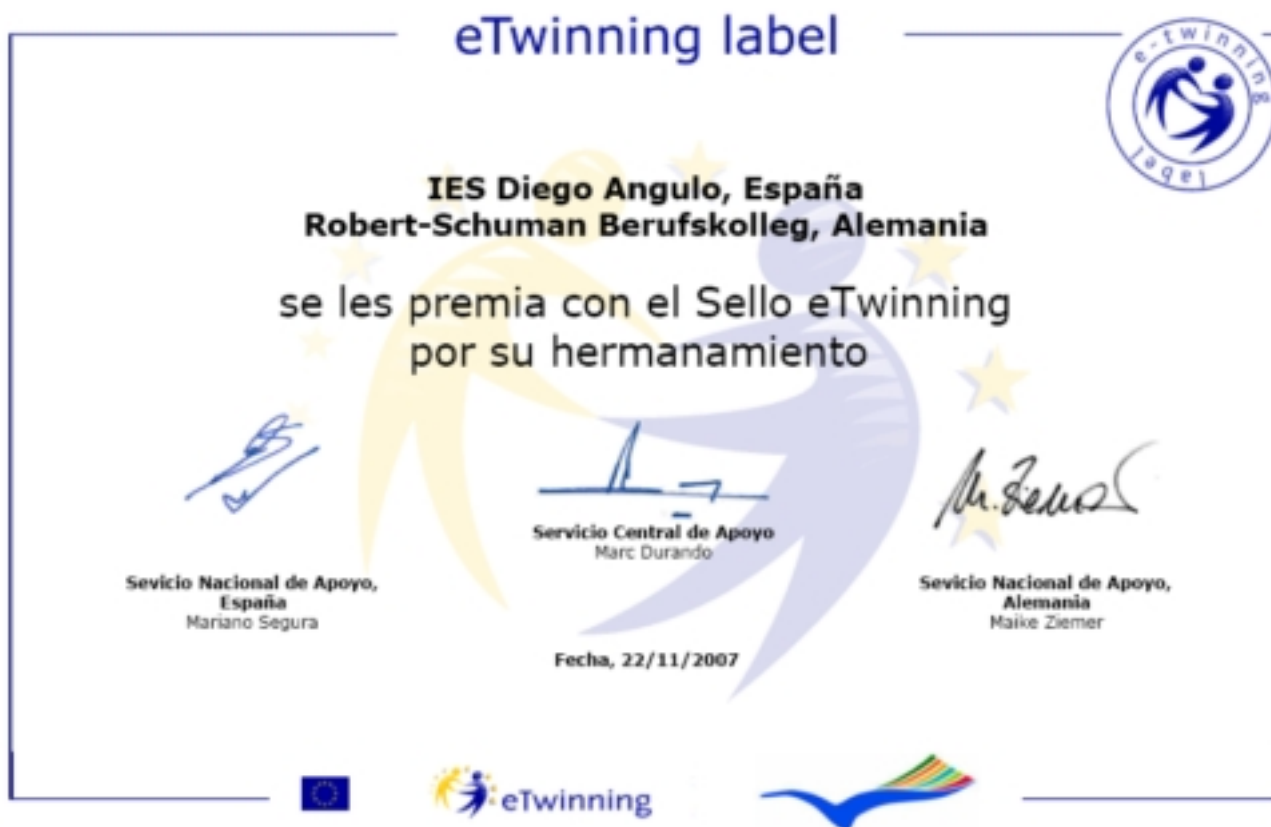 eTwinning label
e-twinning label
IES Diego Angulo, España
Robert-Schuman Berufskolleg, Alemania
se les premia con el Sello eTwinning
por su hermanamiento
Servicio Central de Apoyo
Marc Durando
Sevicio Nacional de Apoyo,
España
Mariano Segura
Sevicio Nacional de Apoyo,
Alemania
Maike Ziemer
Fecha, 22/11/2007
eTwinning